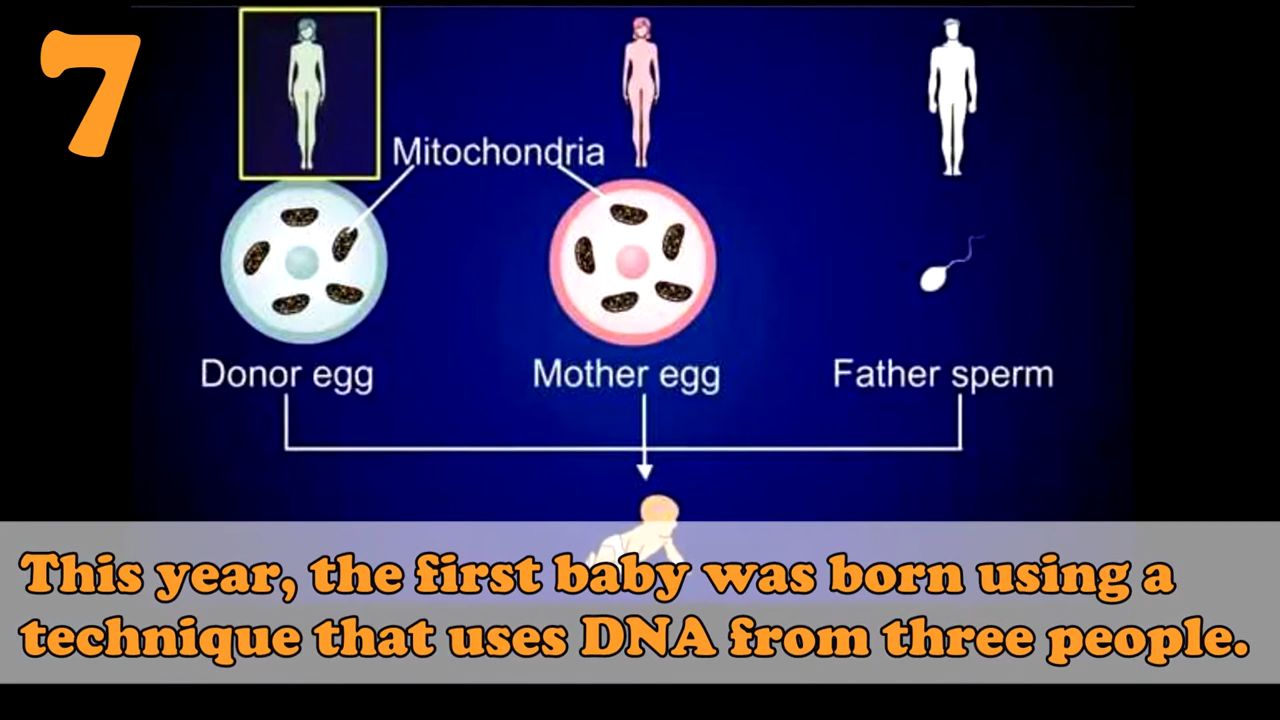 7
Mitochondria
Donor egg
Mother egg
Father sperm
This year, the first baby was born using a
technique that uses DNA from three people.